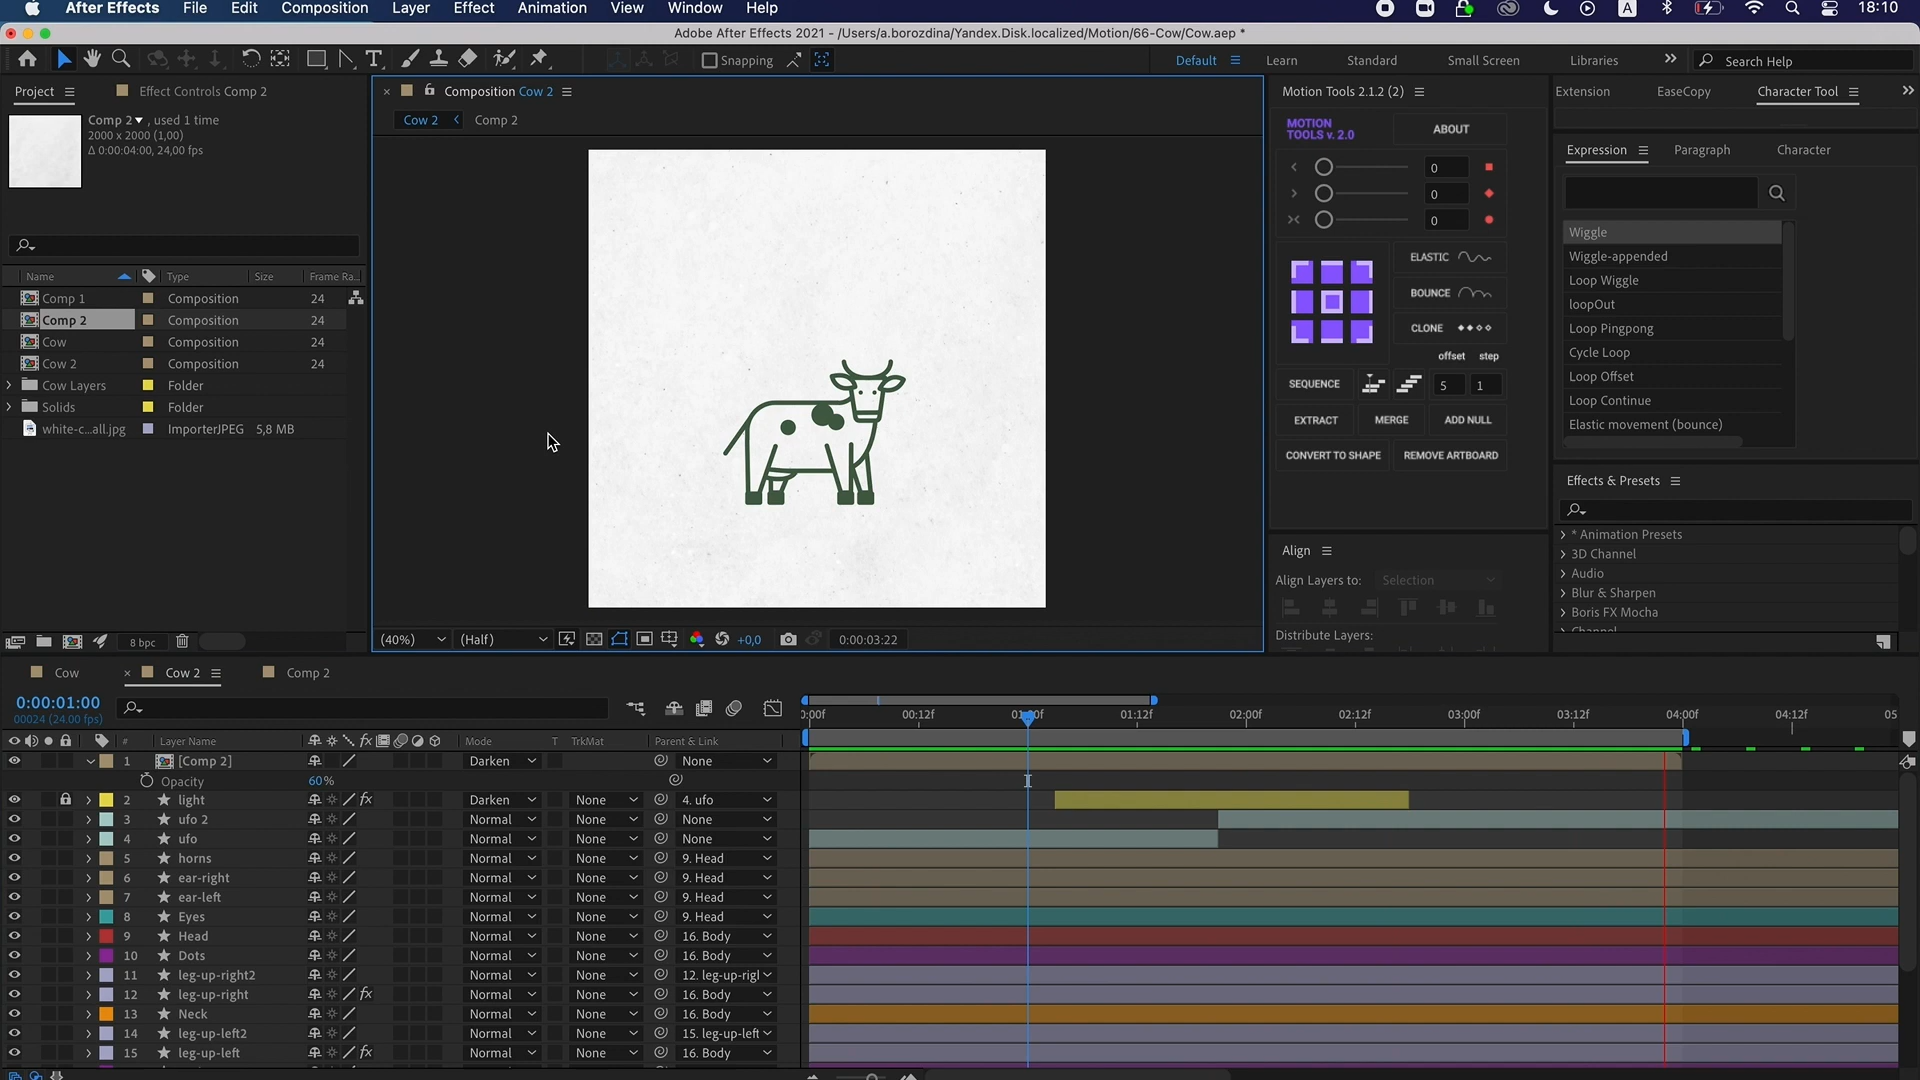 After Effects File Edit Composition Layer Effect Animation View Window Help A 18:10
Adobe After Effects 2021 - /Users/a.borozdina/Yandex.Disk.localized/Motion/66-Cow/Cow.aep *
Snapping Default Learn Standard Small Screen Libraries Search Help
Project Effect Controls Comp 2
Comp 2 , used 1 time
2000 x 2000 (1,00)
Δ 0:00:04:00, 24,00 fps
Name Type Size Frame Ra..
Comp 1 Composition 24
Comp 2 Composition 24
Cow Composition 24
Cow 2 Composition 24
Cow Layers Folder
Solids Folder
white-c...all.jpg ImporterJPEG 5,8 MB
8 bpc
Composition Cow 2
Cow 2 Comp 2
(40%) (Half) +0,0 0:00:03:22
Motion Tools 2.1.2 (2)
MOTION
TOOLS v. 2.0
ABOUT
0
0
0
ELASTIC
BOUNCE
CLONE
offset step
SEQUENCE 5 1
EXTRACT MERGE ADD NULL
CONVERT TO SHAPE REMOVE ARTBOARD
Align
Align Layers to: Selection
Distribute Layers:
Extension EaseCopy Character Tool
Expression Paragraph Character
Wiggle
Wiggle-appended
Loop Wiggle
loopOut
Loop Pingpong
Cycle Loop
Loop Offset
Loop Continue
Elastic movement (bounce)
Effects & Presets
* Animation Presets
3D Channel
Audio
Blur & Sharpen
Boris FX Mocha
Channel
Cow Cow 2 Comp 2
0:00:01:00
00024 (24.00 fps)
:00f 00:12f 01:00f 01:12f 02:00f 02:12f 03:00f 03:12f 04:00f 04:12f 05
# Layer Name Mode T TrkMat Parent & Link
1 [Comp 2] Darken None
Opacity 60%
2 light fx Darken None 4. ufo
3 ufo 2 Normal None None
4 ufo Normal None None
5 horns Normal None 9. Head
6 ear-right Normal None 9. Head
7 ear-left Normal None 9. Head
8 Eyes Normal None 9. Head
9 Head Normal None 16. Body
10 Dots Normal None 16. Body
11 leg-up-right2 Normal None 12. leg-up-rigl
12 leg-up-right fx Normal None 16. Body
13 Neck Normal None 16. Body
14 leg-up-left2 Normal None 15. leg-up-left
15 leg-up-left fx Normal None 16. Body